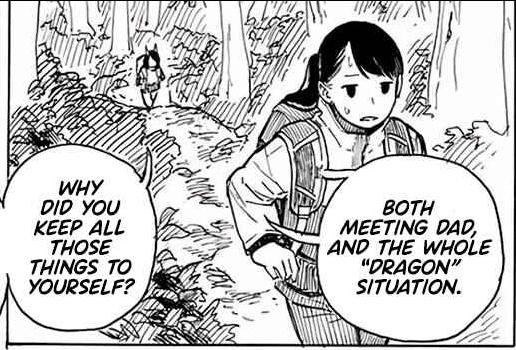 BOTH
MEETING DAD,
AND THE WHOLE
"DRAGON"
SITUATION.
WHY
DID YOU
KEEP ALL
THOSE
THINGS TO
YOURSELF?